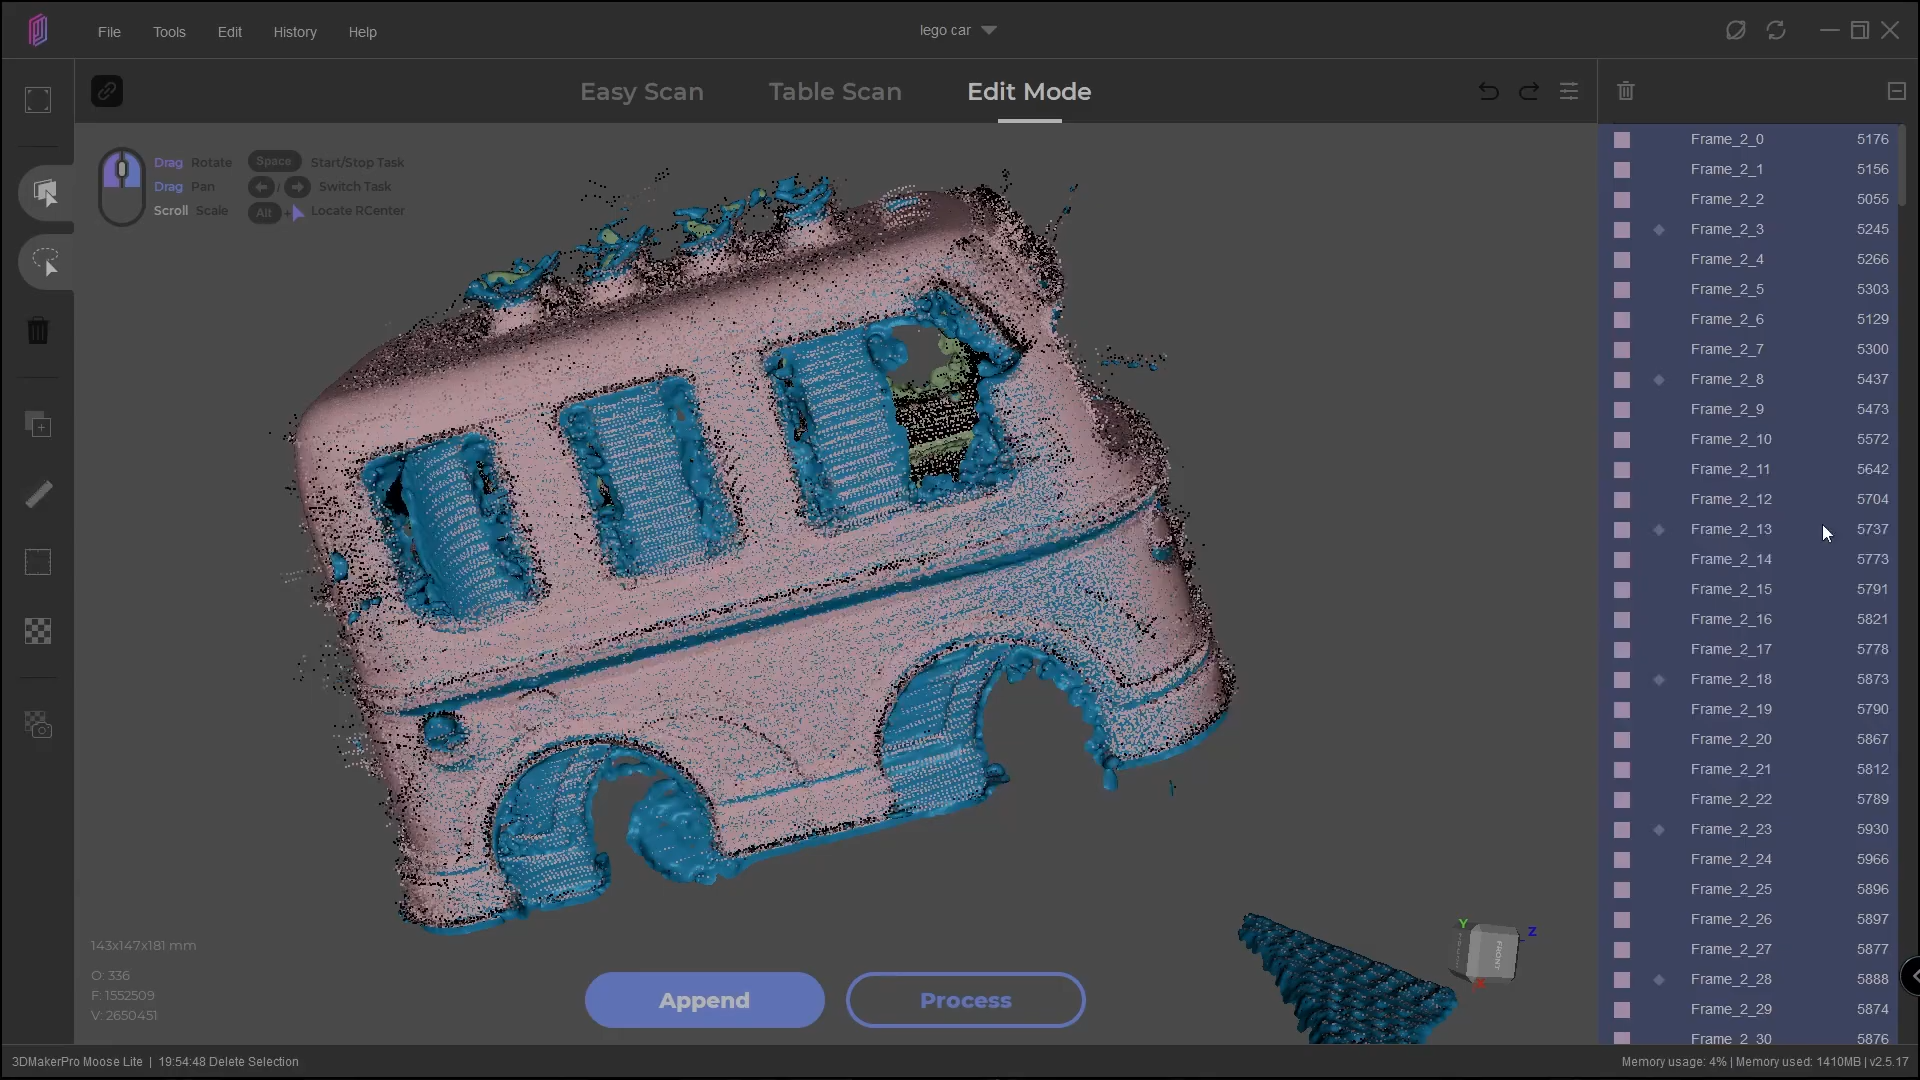 File Tools Edit History Help
lego car
Easy Scan Table Scan Edit Mode
Drag Rotate Space Start/Stop Task
Drag Pan / Switch Task
Scroll Scale Alt + Locate RCenter
Frame_2_0 5176
Frame_2_1 5156
Frame_2_2 5055
Frame_2_3 5245
Frame_2_4 5266
Frame_2_5 5303
Frame_2_6 5129
Frame_2_7 5300
Frame_2_8 5437
Frame_2_9 5473
Frame_2_10 5572
Frame_2_11 5642
Frame_2_12 5704
Frame_2_13 5737
Frame_2_14 5773
Frame_2_15 5791
Frame_2_16 5821
Frame_2_17 5778
Frame_2_18 5873
Frame_2_19 5790
Frame_2_20 5867
Frame_2_21 5812
Frame_2_22 5789
Frame_2_23 5930
Frame_2_24 5966
Frame_2_25 5896
Frame_2_26 5897
Frame_2_27 5877
Frame_2_28 5888
Frame_2_29 5874
Frame_2_30 5876
143x147x181 mm
O: 336
F: 1552509
V: 2650451
Append Process
Y Z
FRONT
X
3DMakerPro Moose Lite | 19:54:48 Delete Selection
Memory usage: 4% | Memory used: 1410MB | v2.5.17